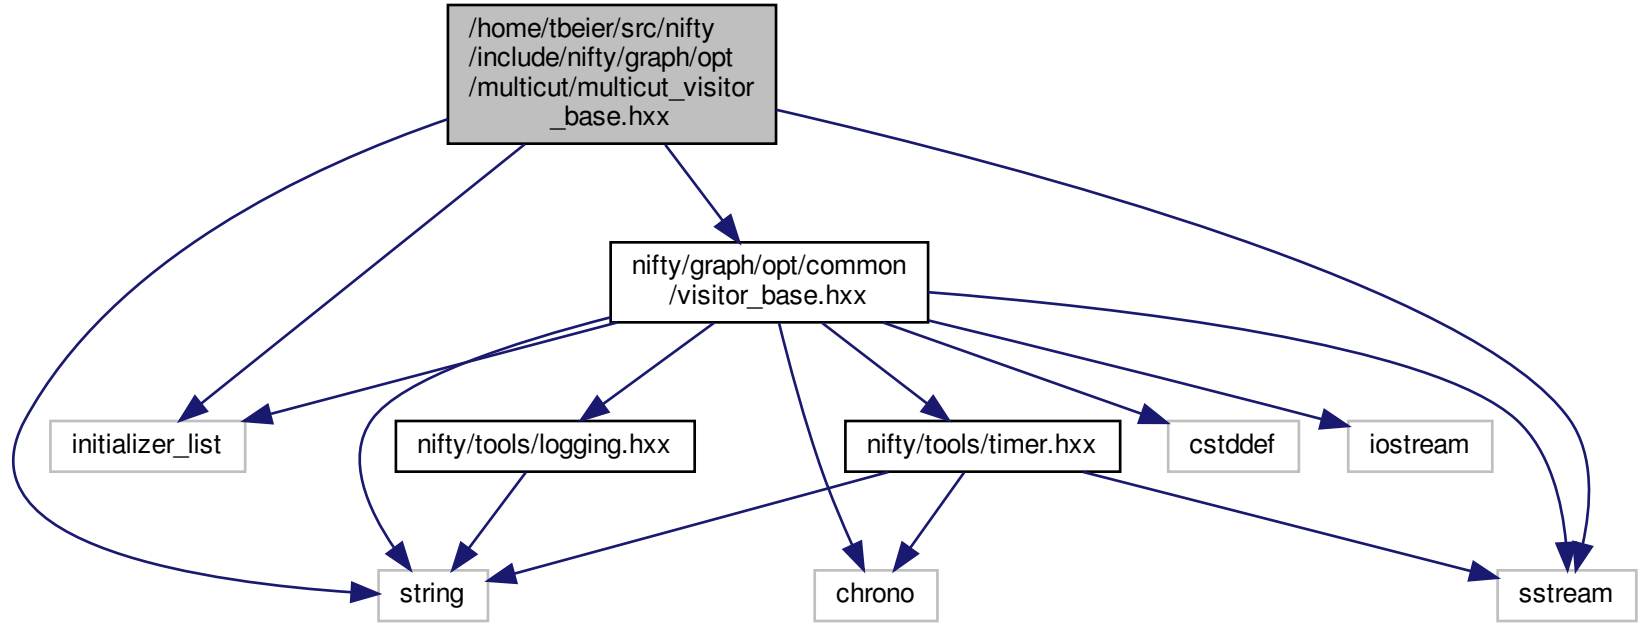 /home/tbeier/src/nifty
/include/nifty/graph/opt
/multicut/multicut_visitor
_base.hxx
nifty/graph/opt/common
/visitor_base.hxx
initializer_list
nifty/tools/logging.hxx
nifty/tools/timer.hxx
cstddef
iostream
string
chrono
sstream